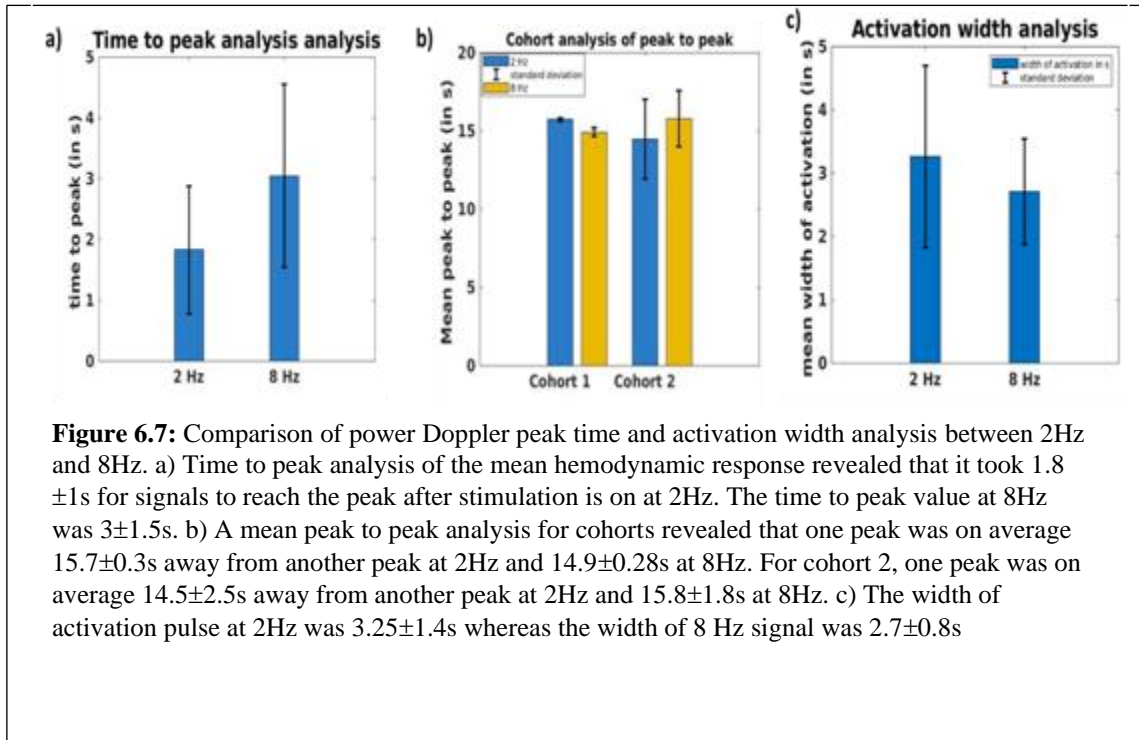 a) Time to peak analysis analysis
time to peak (in s)
5
4
3
2
1
0
2 Hz
8 Hz
b) Cohort analysis of peak to peak
Mean peak to peak (in s)
20
15
10
5
0
2 Hz
standard deviation
8 Hz
Cohort 1
Cohort 2
c) Activation width analysis
mean width of activation (in s)
5
4
3
2
1
0
width of activation in s
standard deviation
2 Hz
8 Hz
Figure 6.7: Comparison of power Doppler peak time and activation width analysis between 2Hz
and 8Hz. a) Time to peak analysis of the mean hemodynamic response revealed that it took 1.8
±1s for signals to reach the peak after stimulation is on at 2Hz. The time to peak value at 8Hz
was 3±1.5s. b) A mean peak to peak analysis for cohorts revealed that one peak was on average
15.7±0.3s away from another peak at 2Hz and 14.9±0.28s at 8Hz. For cohort 2, one peak was on
average 14.5±2.5s away from another peak at 2Hz and 15.8±1.8s at 8Hz. c) The width of
activation pulse at 2Hz was 3.25±1.4s whereas the width of 8 Hz signal was 2.7±0.8s